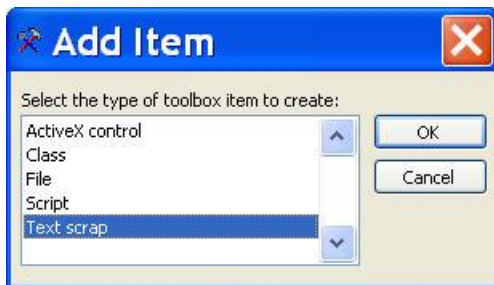 Add Item
Select the type of toolbox item to create:
ActiveX control
Class
File
Script
Text scrap
OK
Cancel